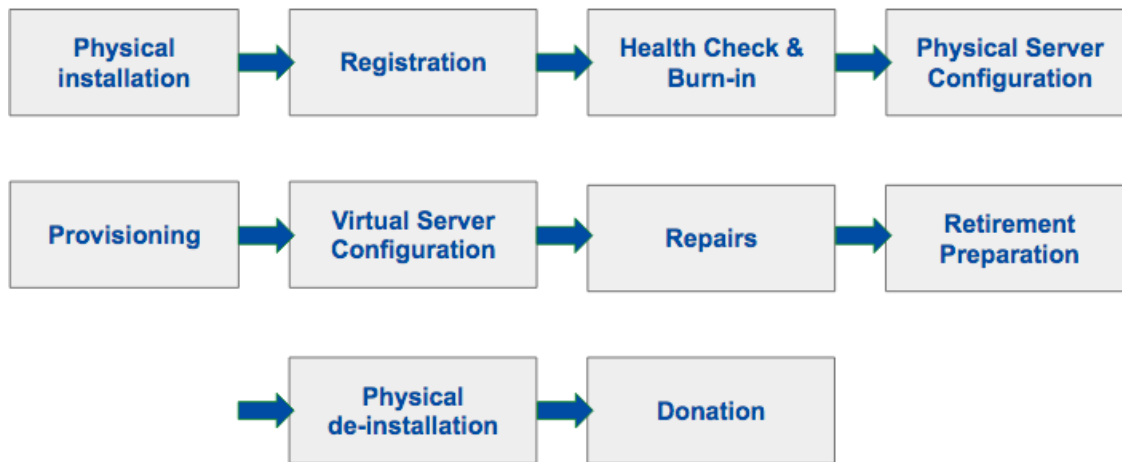 Physical
installation
Registration
Health Check &
Burn-in
Physical Server
Configuration
Provisioning
Virtual Server
Configuration
Repairs
Retirement
Preparation
Physical
de-installation
Donation